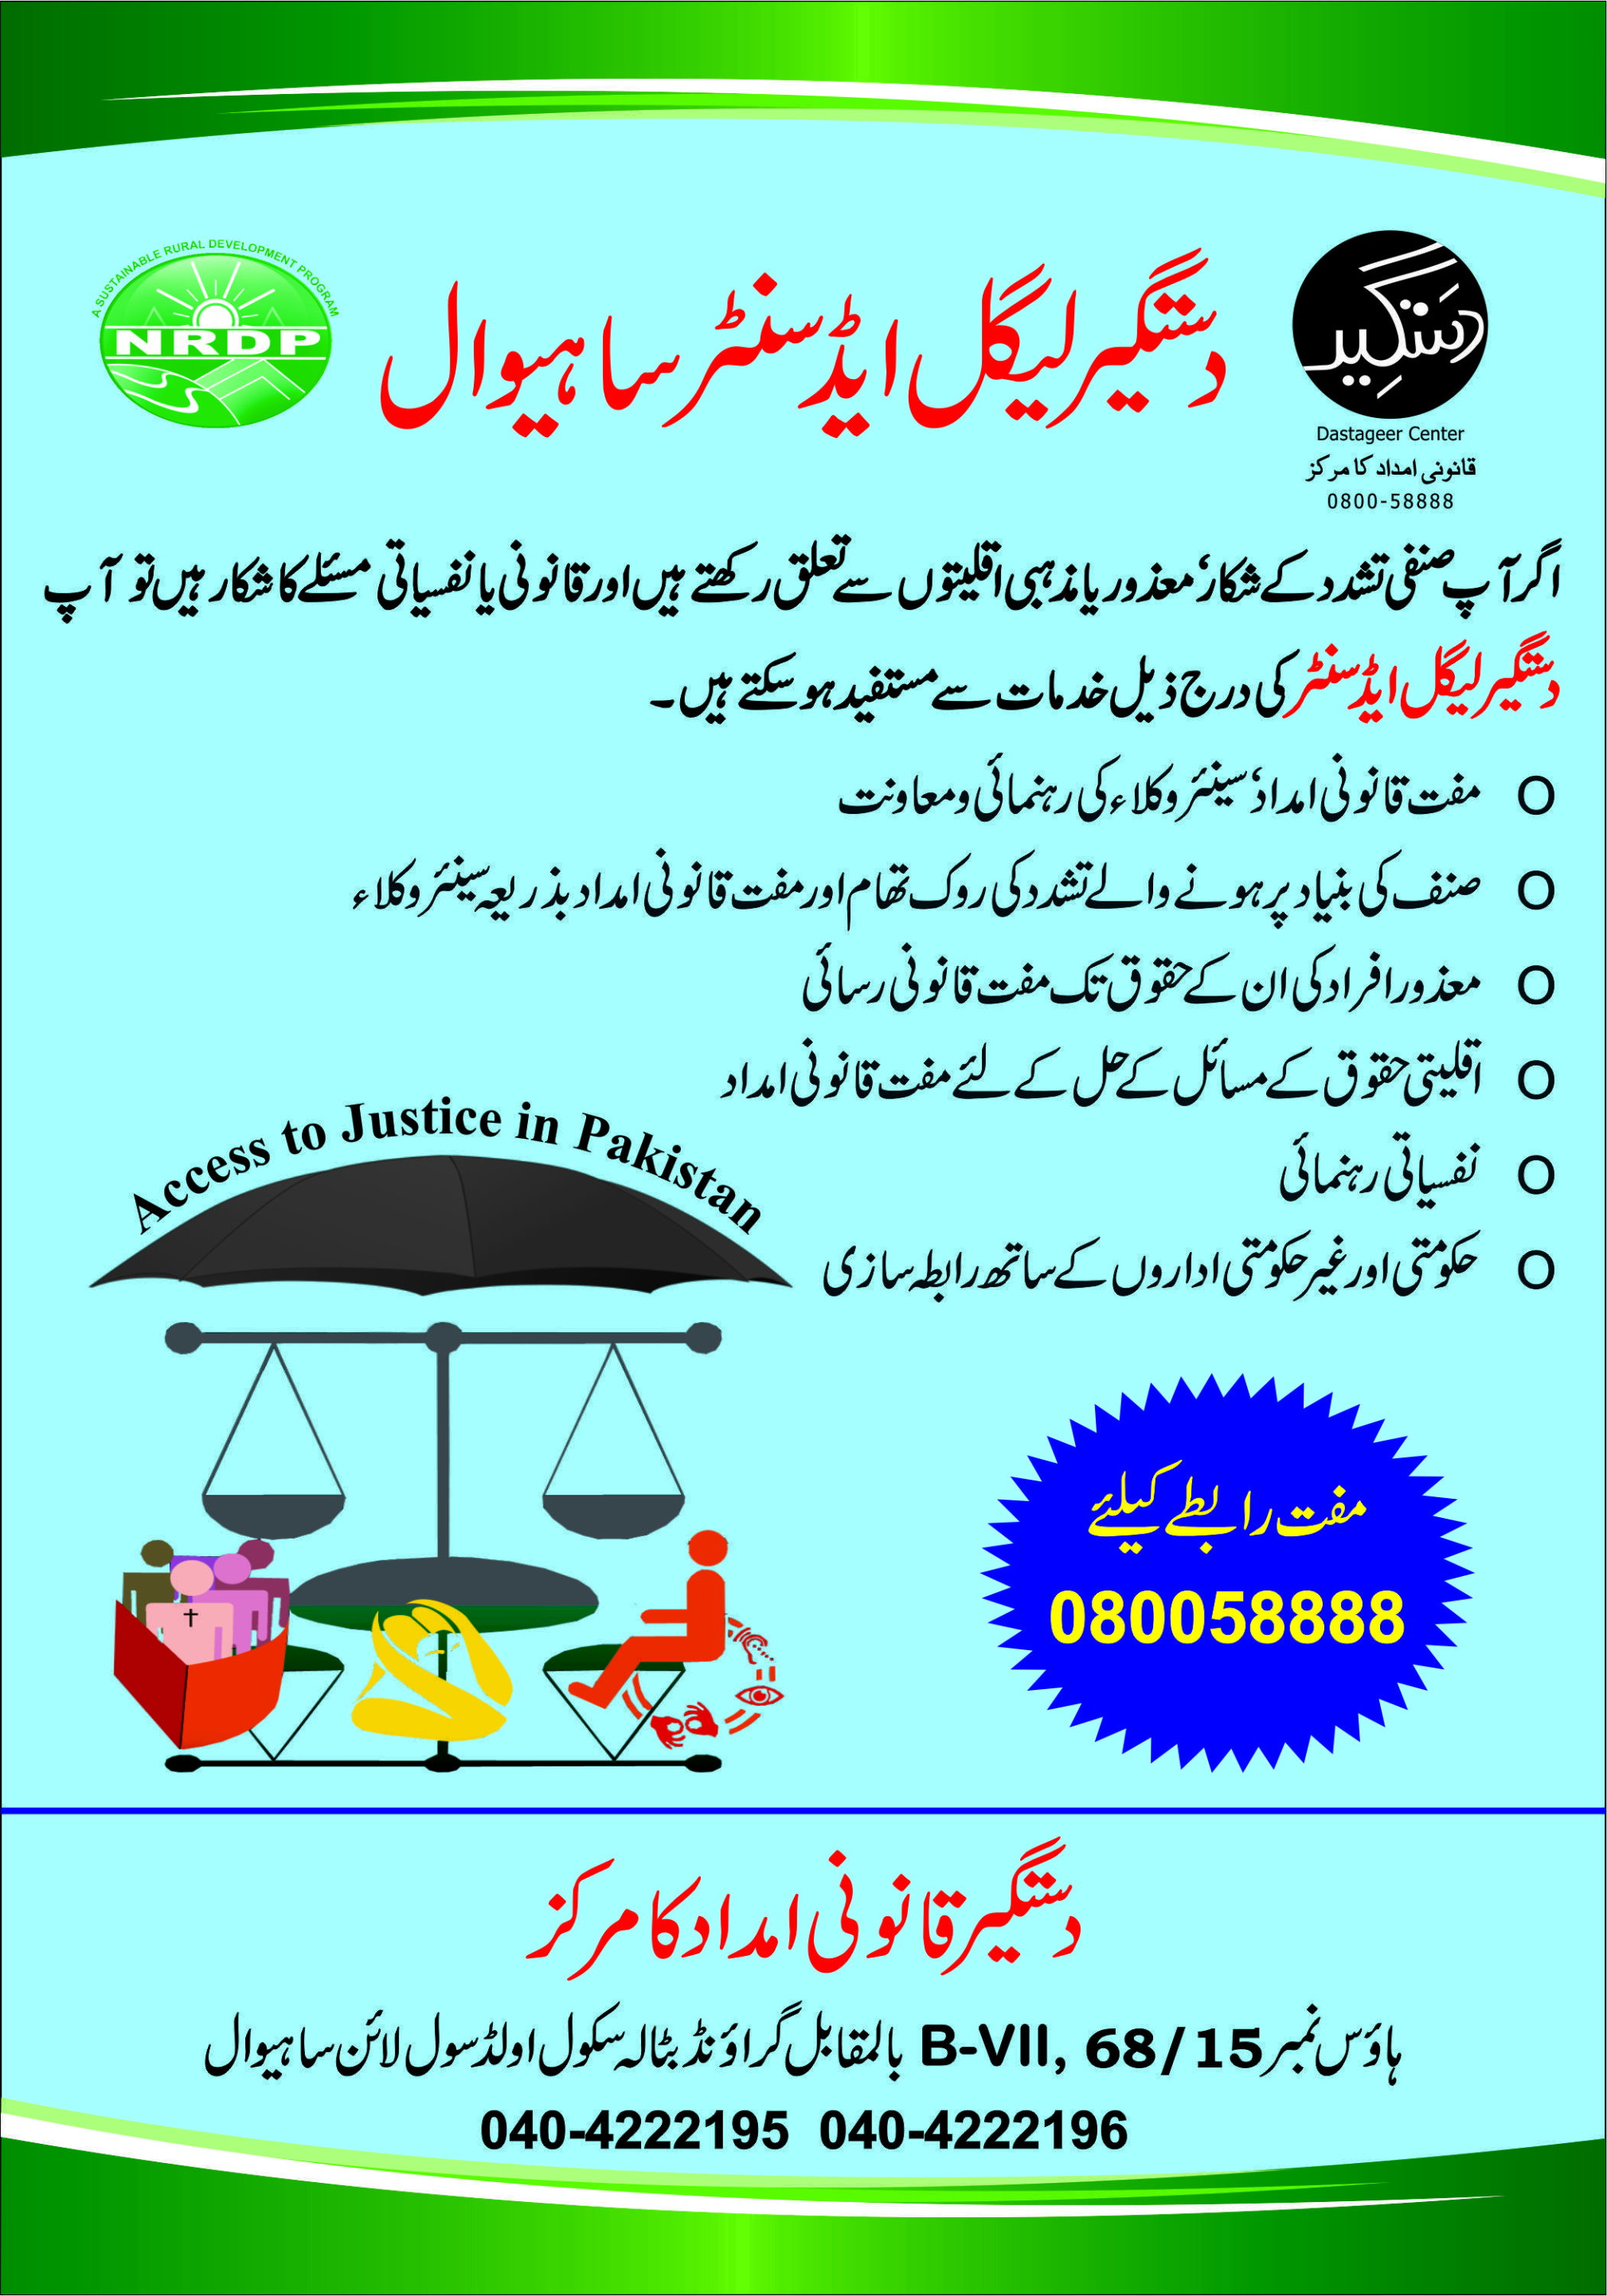 A SUSTAINABLE RURAL DEVELOPMENT PROGRAM
NRDP
دستگیر لیگل ایڈ سنٹر ساہیوال
دستگیر
Dastageer Center
قانونی امداد کا مرکز
0800-58888
اگر آپ صنفی تشدد کے شکار‘ معذور یا مذہبی اقلیتوں سے تعلق رکھتے ہیں اور قانونی یا نفسیاتی مسئلے کا شکار ہیں تو آپ
دستگیر لیگل ایڈ سنٹر کی درج ذیل خدمات سے مستفید ہو سکتے ہیں۔
مفت قانونی امداد‘ سینئر وکلاء کی رہنمائی و معاونت
صنف کی بنیاد پر ہونے والے تشدد کی روک تھام اور مفت قانونی امداد بذریعہ سینئر وکلاء
معذور افراد کی ان کے حقوق تک مفت قانونی رسائی
اقلیتی حقوق کے مسائل کے حل کے لئے مفت قانونی امداد
نفسیاتی رہنمائی
حکومتی اور غیر حکومتی اداروں کے ساتھ رابطہ سازی
Access to Justice in Pakistan
مفت رابطے کیلئے
080058888
دستگیر قانونی امداد کا مرکز
ہاؤس نمبر 68/15 ,B-VII بالمقابل گراؤنڈ بٹالہ سکول اولڈ سول لائن ساہیوال
040-4222195 040-4222196